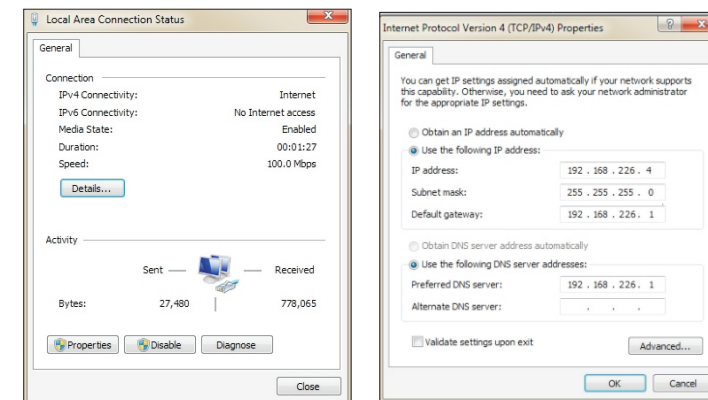 Local Area Connection Status
General
Connection
IPv4 Connectivity: Internet
IPv6 Connectivity: No Internet access
Media State: Enabled
Duration: 00:01:27
Speed: 100.0 Mbps
Details...
Activity
Sent Received
Bytes: 27,480 778,065
Properties Disable Diagnose
Close
Internet Protocol Version 4 (TCP/IPv4) Properties
General
You can get IP settings assigned automatically if your network supports
this capability. Otherwise, you need to ask your network administrator
for the appropriate IP settings.
Obtain an IP address automatically
Use the following IP address:
IP address: 192 . 168 . 226 . 4
Subnet mask: 255 . 255 . 255 . 0
Default gateway: 192 . 168 . 226 . 1
Obtain DNS server address automatically
Use the following DNS server addresses:
Preferred DNS server: 192 . 168 . 226 . 1
Alternate DNS server: . . .
Validate settings upon exit
Advanced...
OK Cancel